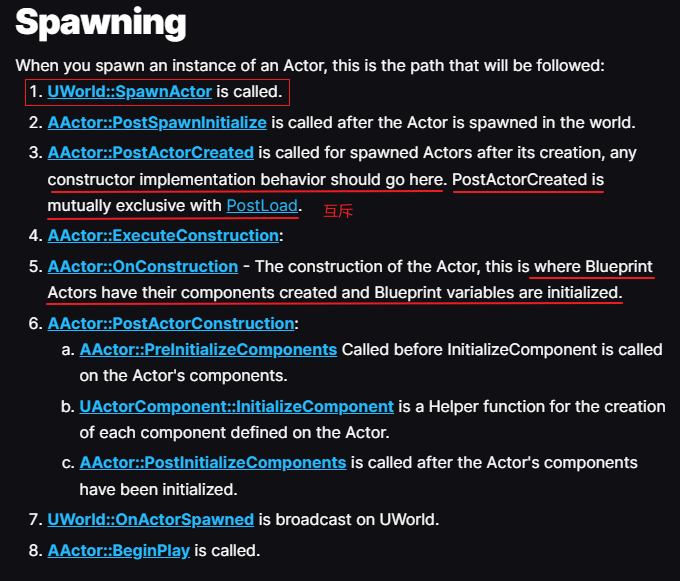 Spawning
When you spawn an instance of an Actor, this is the path that will be followed:
1. UWorld::SpawnActor is called.
2. AActor::PostSpawnInitialize is called after the Actor is spawned in the world.
3. AActor::PostActorCreated is called for spawned Actors after its creation, any
constructor implementation behavior should go here. PostActorCreated is
mutually exclusive with PostLoad. 互斥
4. AActor::ExecuteConstruction:
5. AActor::OnConstruction - The construction of the Actor, this is where Blueprint
Actors have their components created and Blueprint variables are initialized.
6. AActor::PostActorConstruction:
a. AActor::PreInitializeComponents Called before InitializeComponent is called
on the Actor's components.
b. UActorComponent::InitializeComponent is a Helper function for the creation
of each component defined on the Actor.
c. AActor::PostInitializeComponents is called after the Actor's components
have been initialized.
7. UWorld::OnActorSpawned is broadcast on UWorld.
8. AActor::BeginPlay is called.